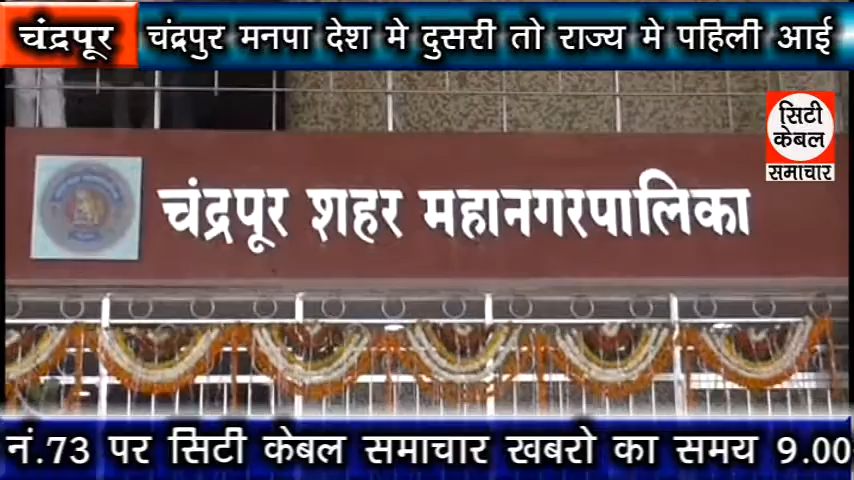 चंद्रपूर
चंद्रपुर मनपा देश मे दुसरी तो राज्य मे पहिली आई
सिटी
केबल
समाचार
चंद्रपूर शहर महानगरपालिका
नं.73 पर सिटी केबल समाचार खबरो का समय 9.00